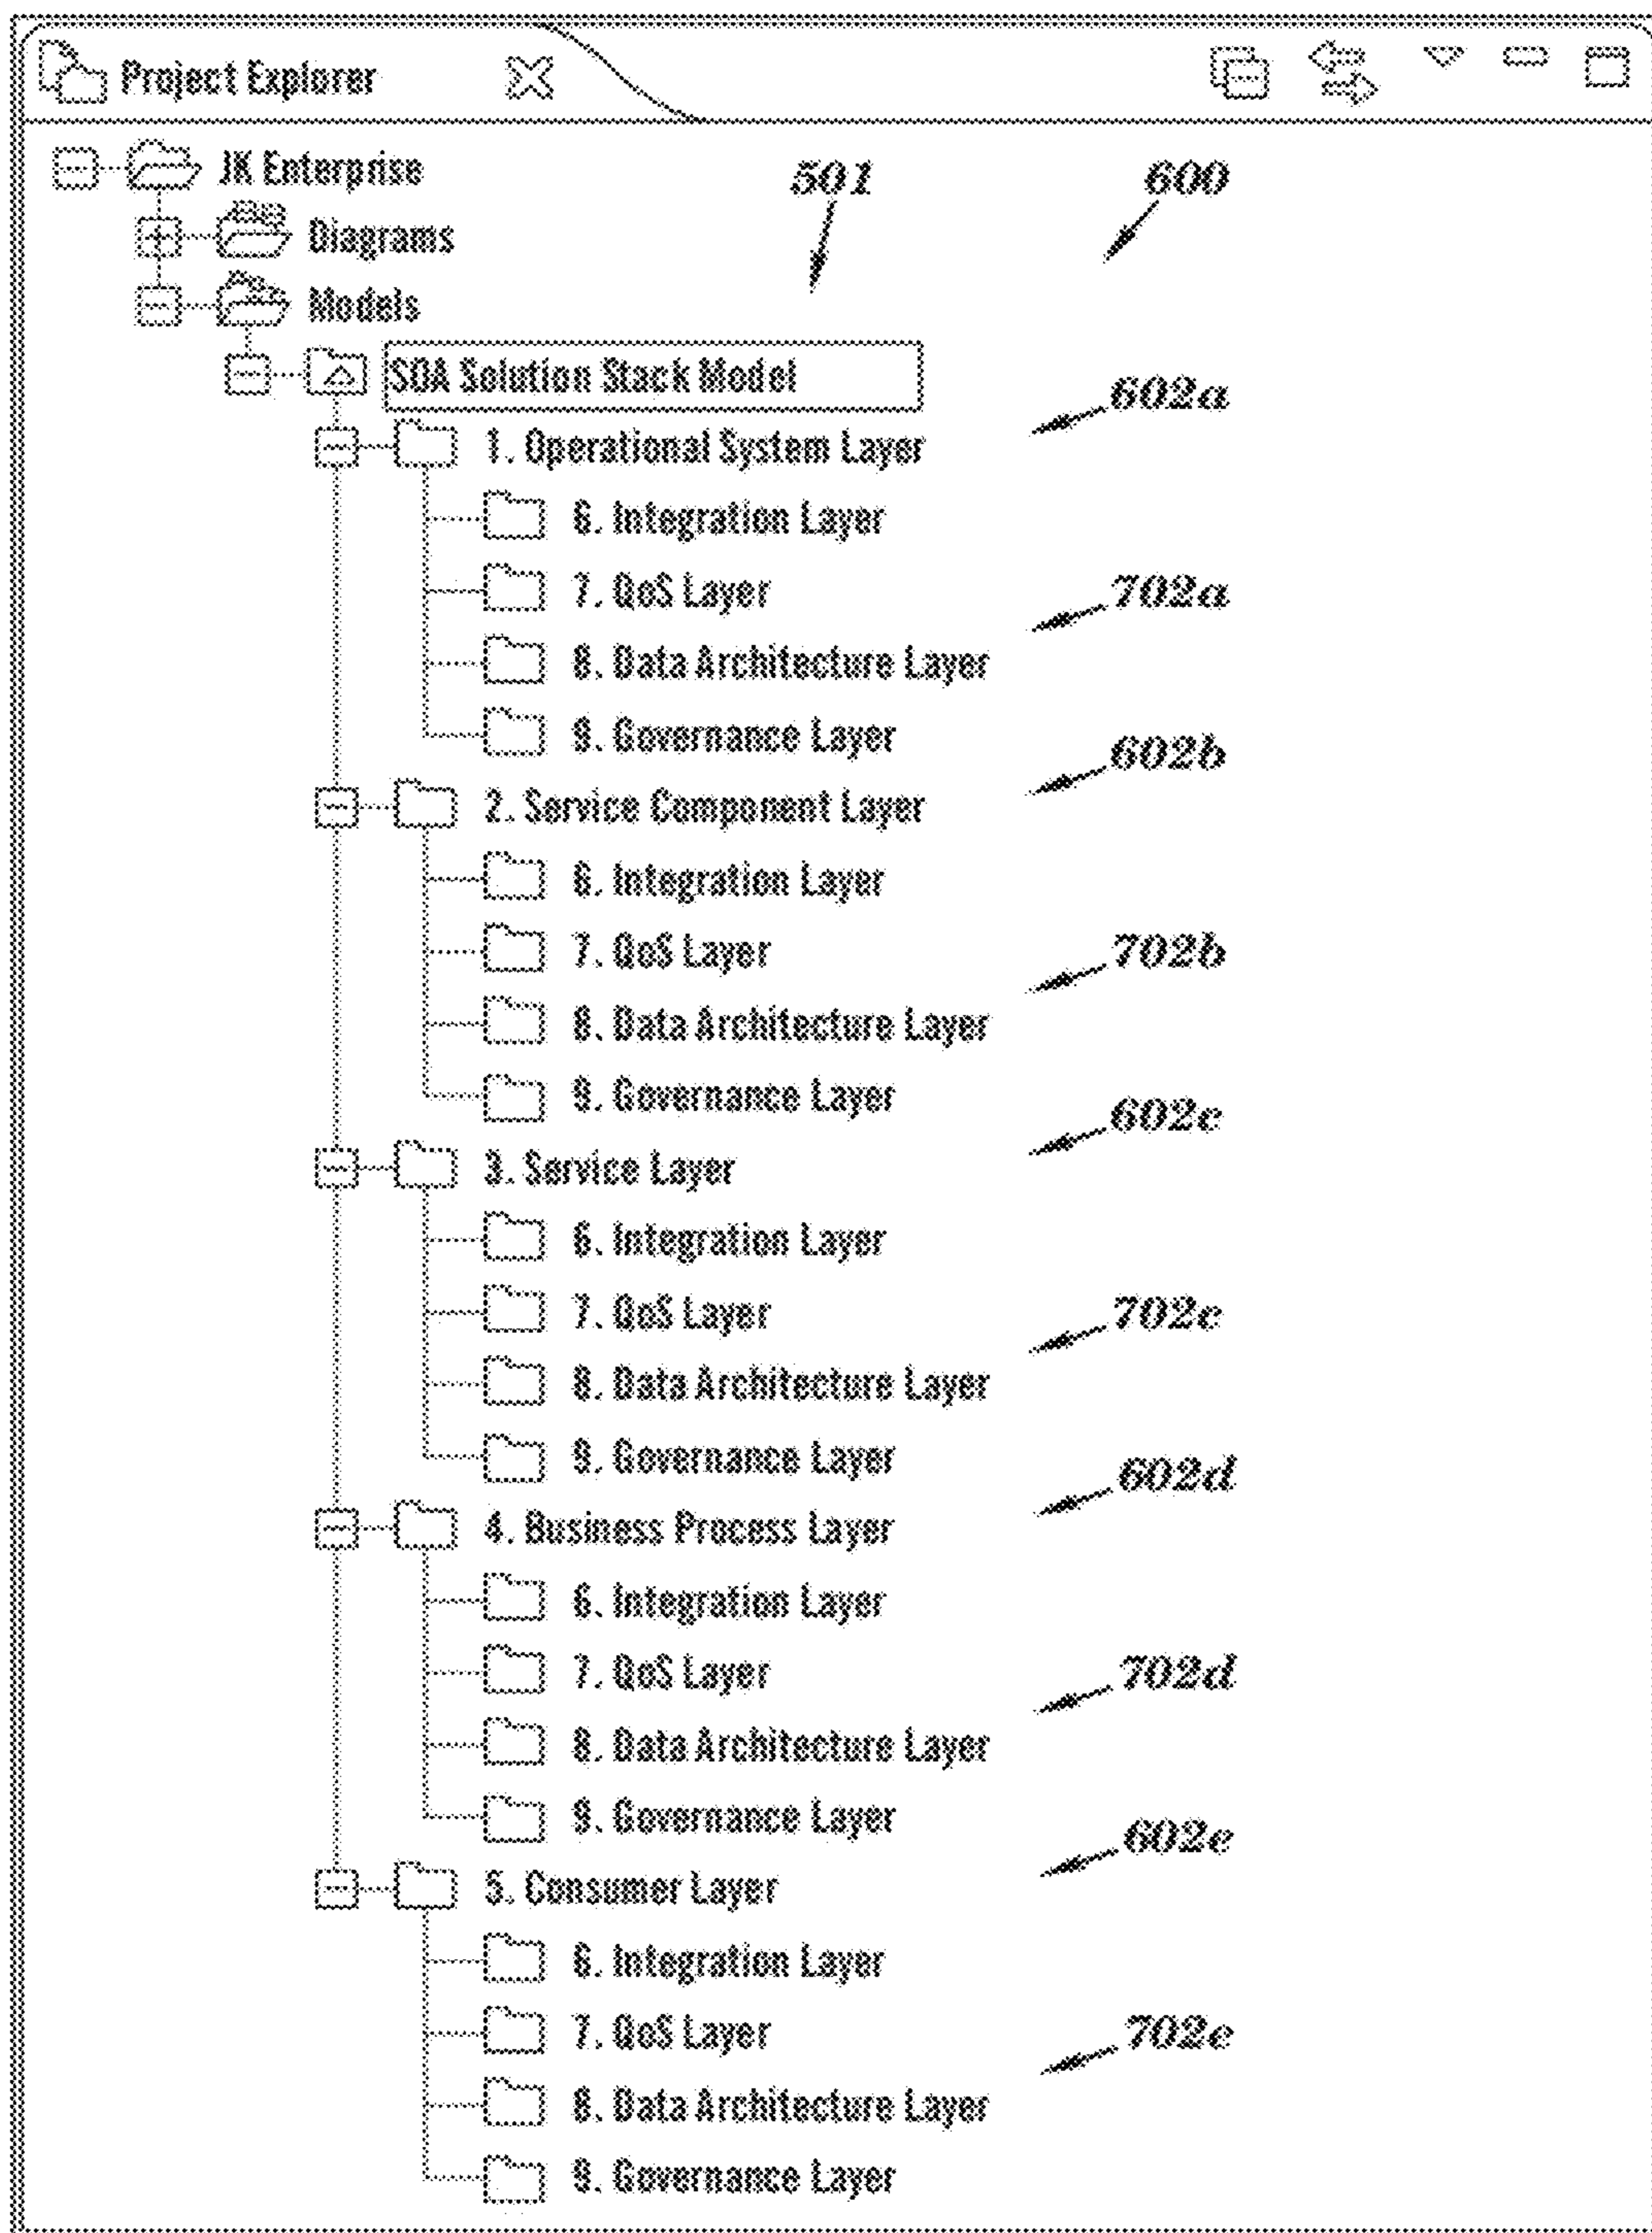 Project Explorer
JK Enterprise
501
600
Diagrams
Models
SOA Solution Stack Model
602a
1. Operational System Layer
6. Integration Layer
7. QoS Layer
702a
8. Data Architecture Layer
9. Governance Layer
602b
2. Service Component Layer
6. Integration Layer
7. QoS Layer
702b
8. Data Architecture Layer
9. Governance Layer
602c
3. Service Layer
6. Integration Layer
7. QoS Layer
702c
8. Data Architecture Layer
9. Governance Layer
602d
4. Business Process Layer
6. Integration Layer
7. QoS Layer
702d
8. Data Architecture Layer
9. Governance Layer
602e
5. Consumer Layer
6. Integration Layer
7. QoS Layer
702e
8. Data Architecture Layer
9. Governance Layer